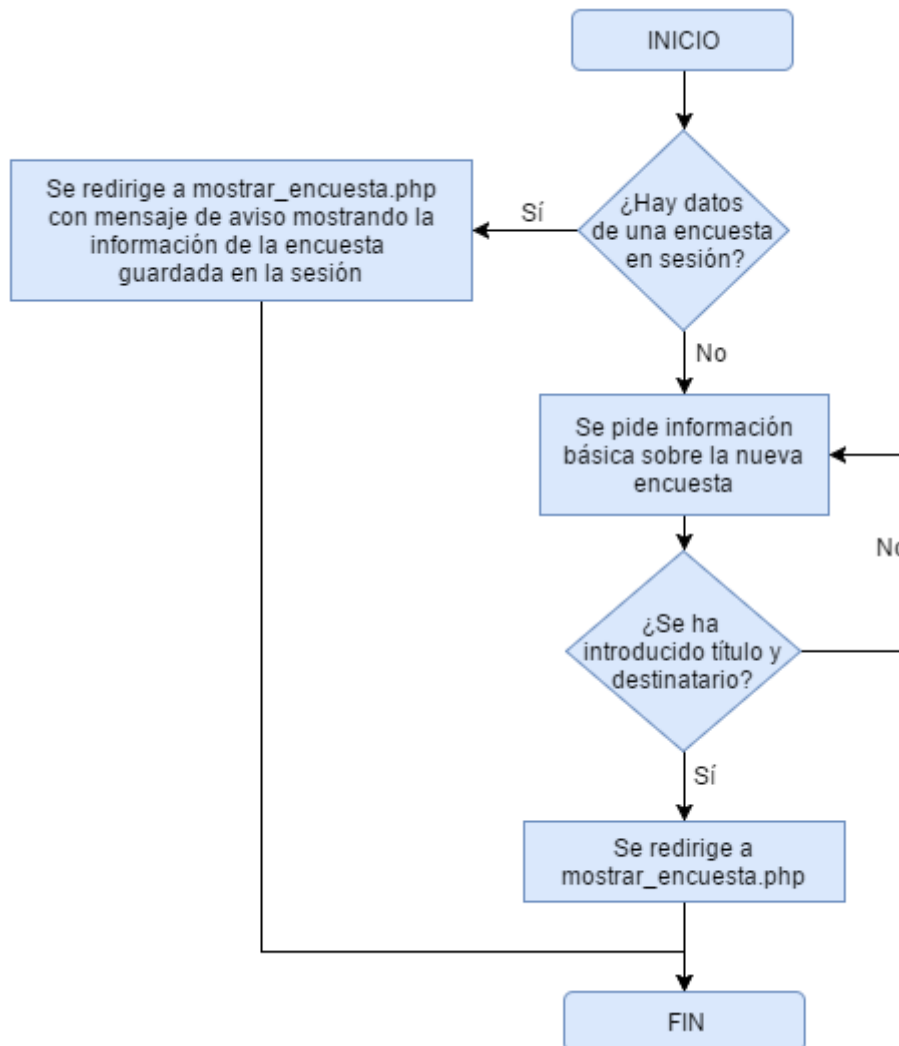 INICIO
¿Hay datos
de una encuesta
en sesión?
Sí
Se redirige a mostrar_encuesta.php
con mensaje de aviso mostrando la
información de la encuesta
guardada en la sesión
No
Se pide información
básica sobre la nueva
encuesta
No
¿Se ha
introducido título y
destinatario?
Sí
Se redirige a
mostrar_encuesta.php
FIN